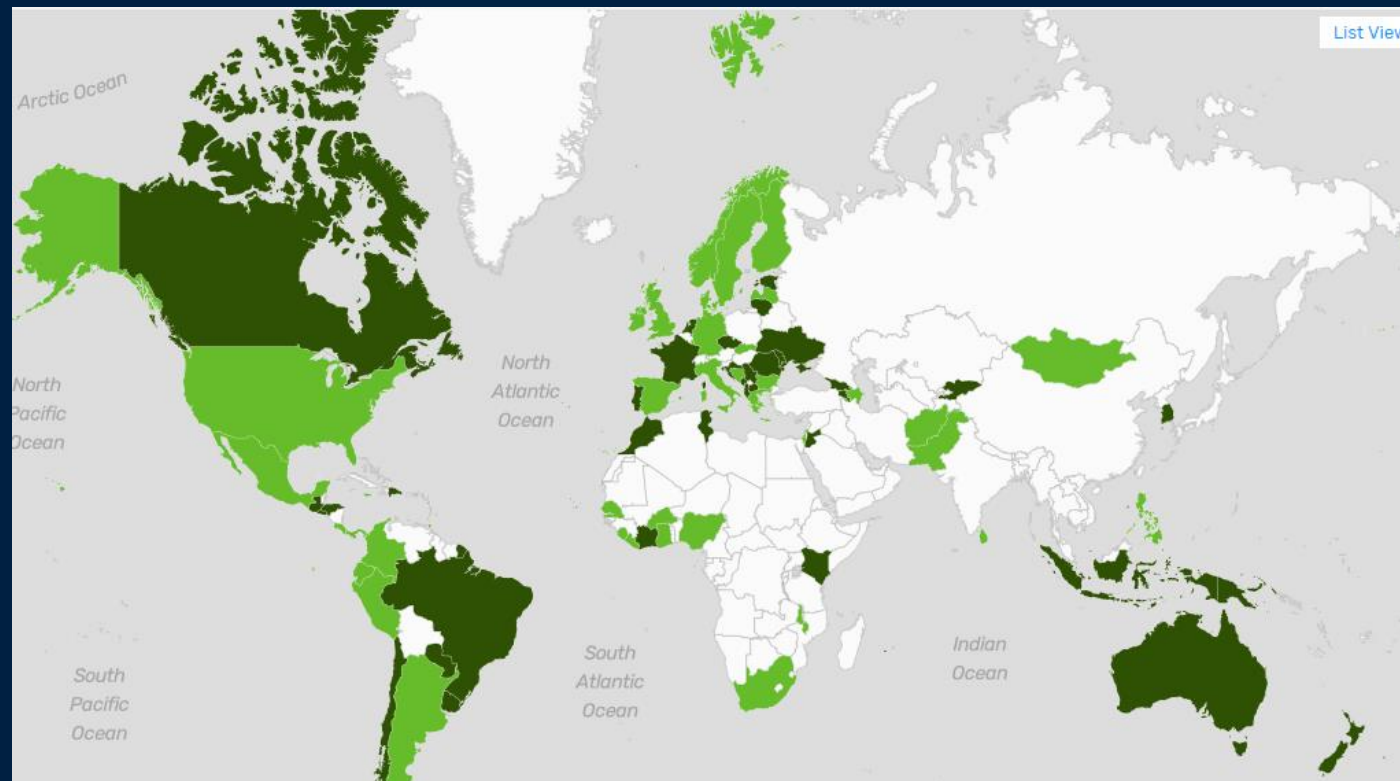 List View
Arctic Ocean
North
Pacific
Ocean
North
Atlantic
Ocean
South
Pacific
Ocean
South
Atlantic
Ocean
Indian
Ocean